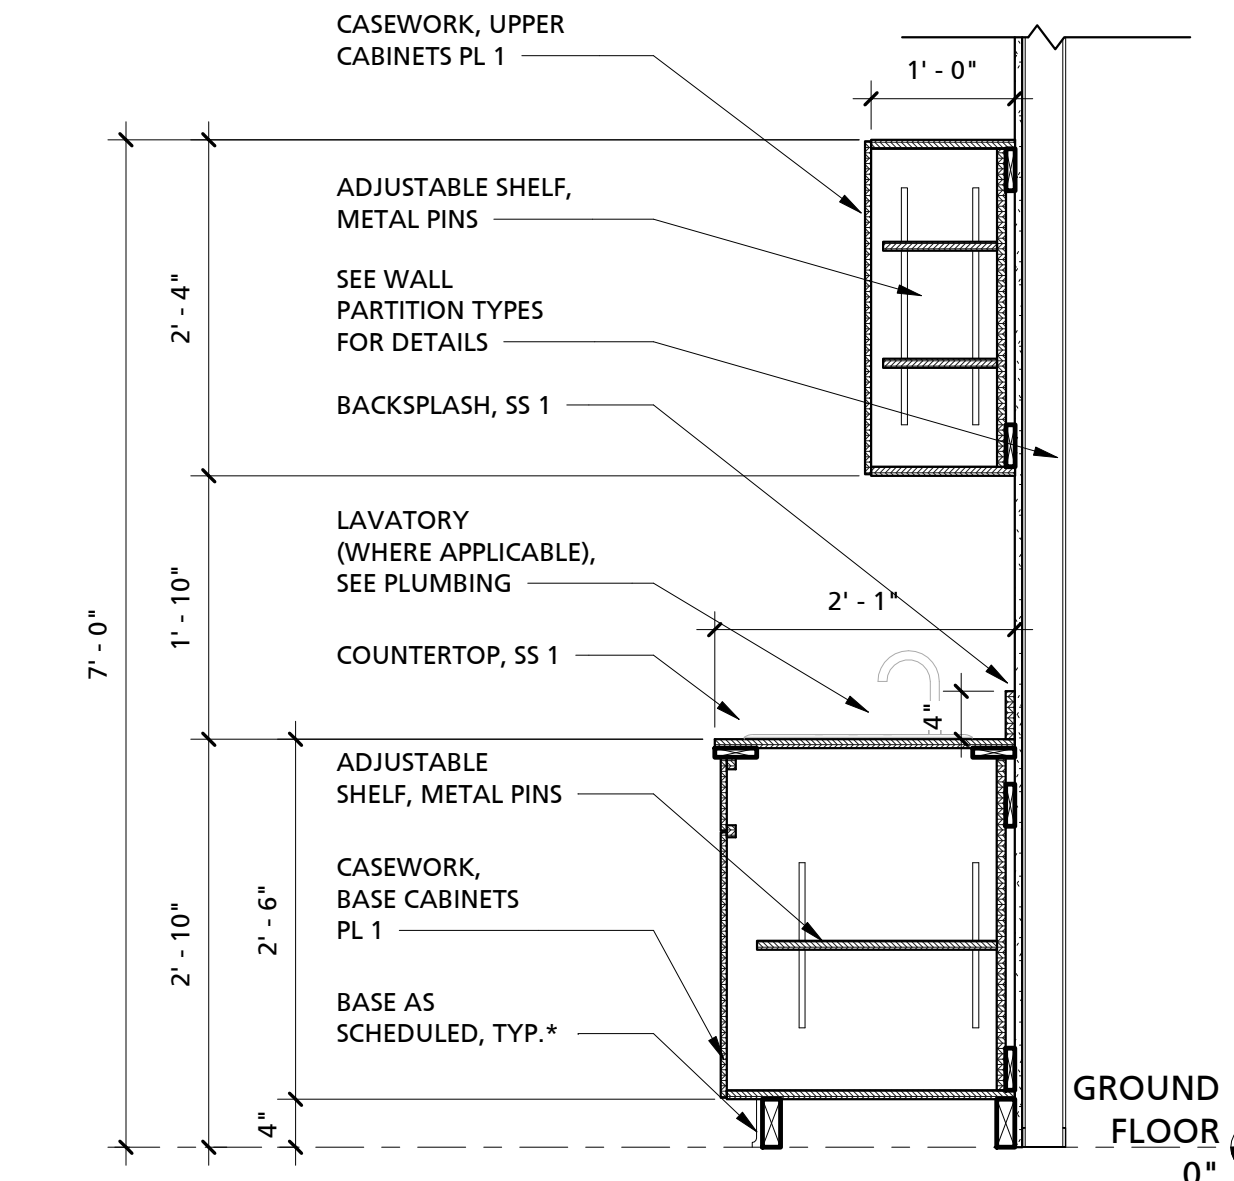 CASEWORK, UPPER
CABINETS PL 1
1' - 0"
ADJUSTABLE SHELF,
METAL PINS
SEE WALL
PARTITION TYPES
FOR DETAILS
2' - 4"
BACKSPLASH, SS 1
LAVATORY
(WHERE APPLICABLE),
SEE PLUMBING
2' - 1"
1' - 10"
7' - 0"
COUNTERTOP, SS 1
4"
ADJUSTABLE
SHELF, METAL PINS
CASEWORK,
BASE CABINETS
PL 1
2' - 6"
2' - 10"
BASE AS
SCHEDULED, TYP.*
4"
GROUND
FLOOR
0"